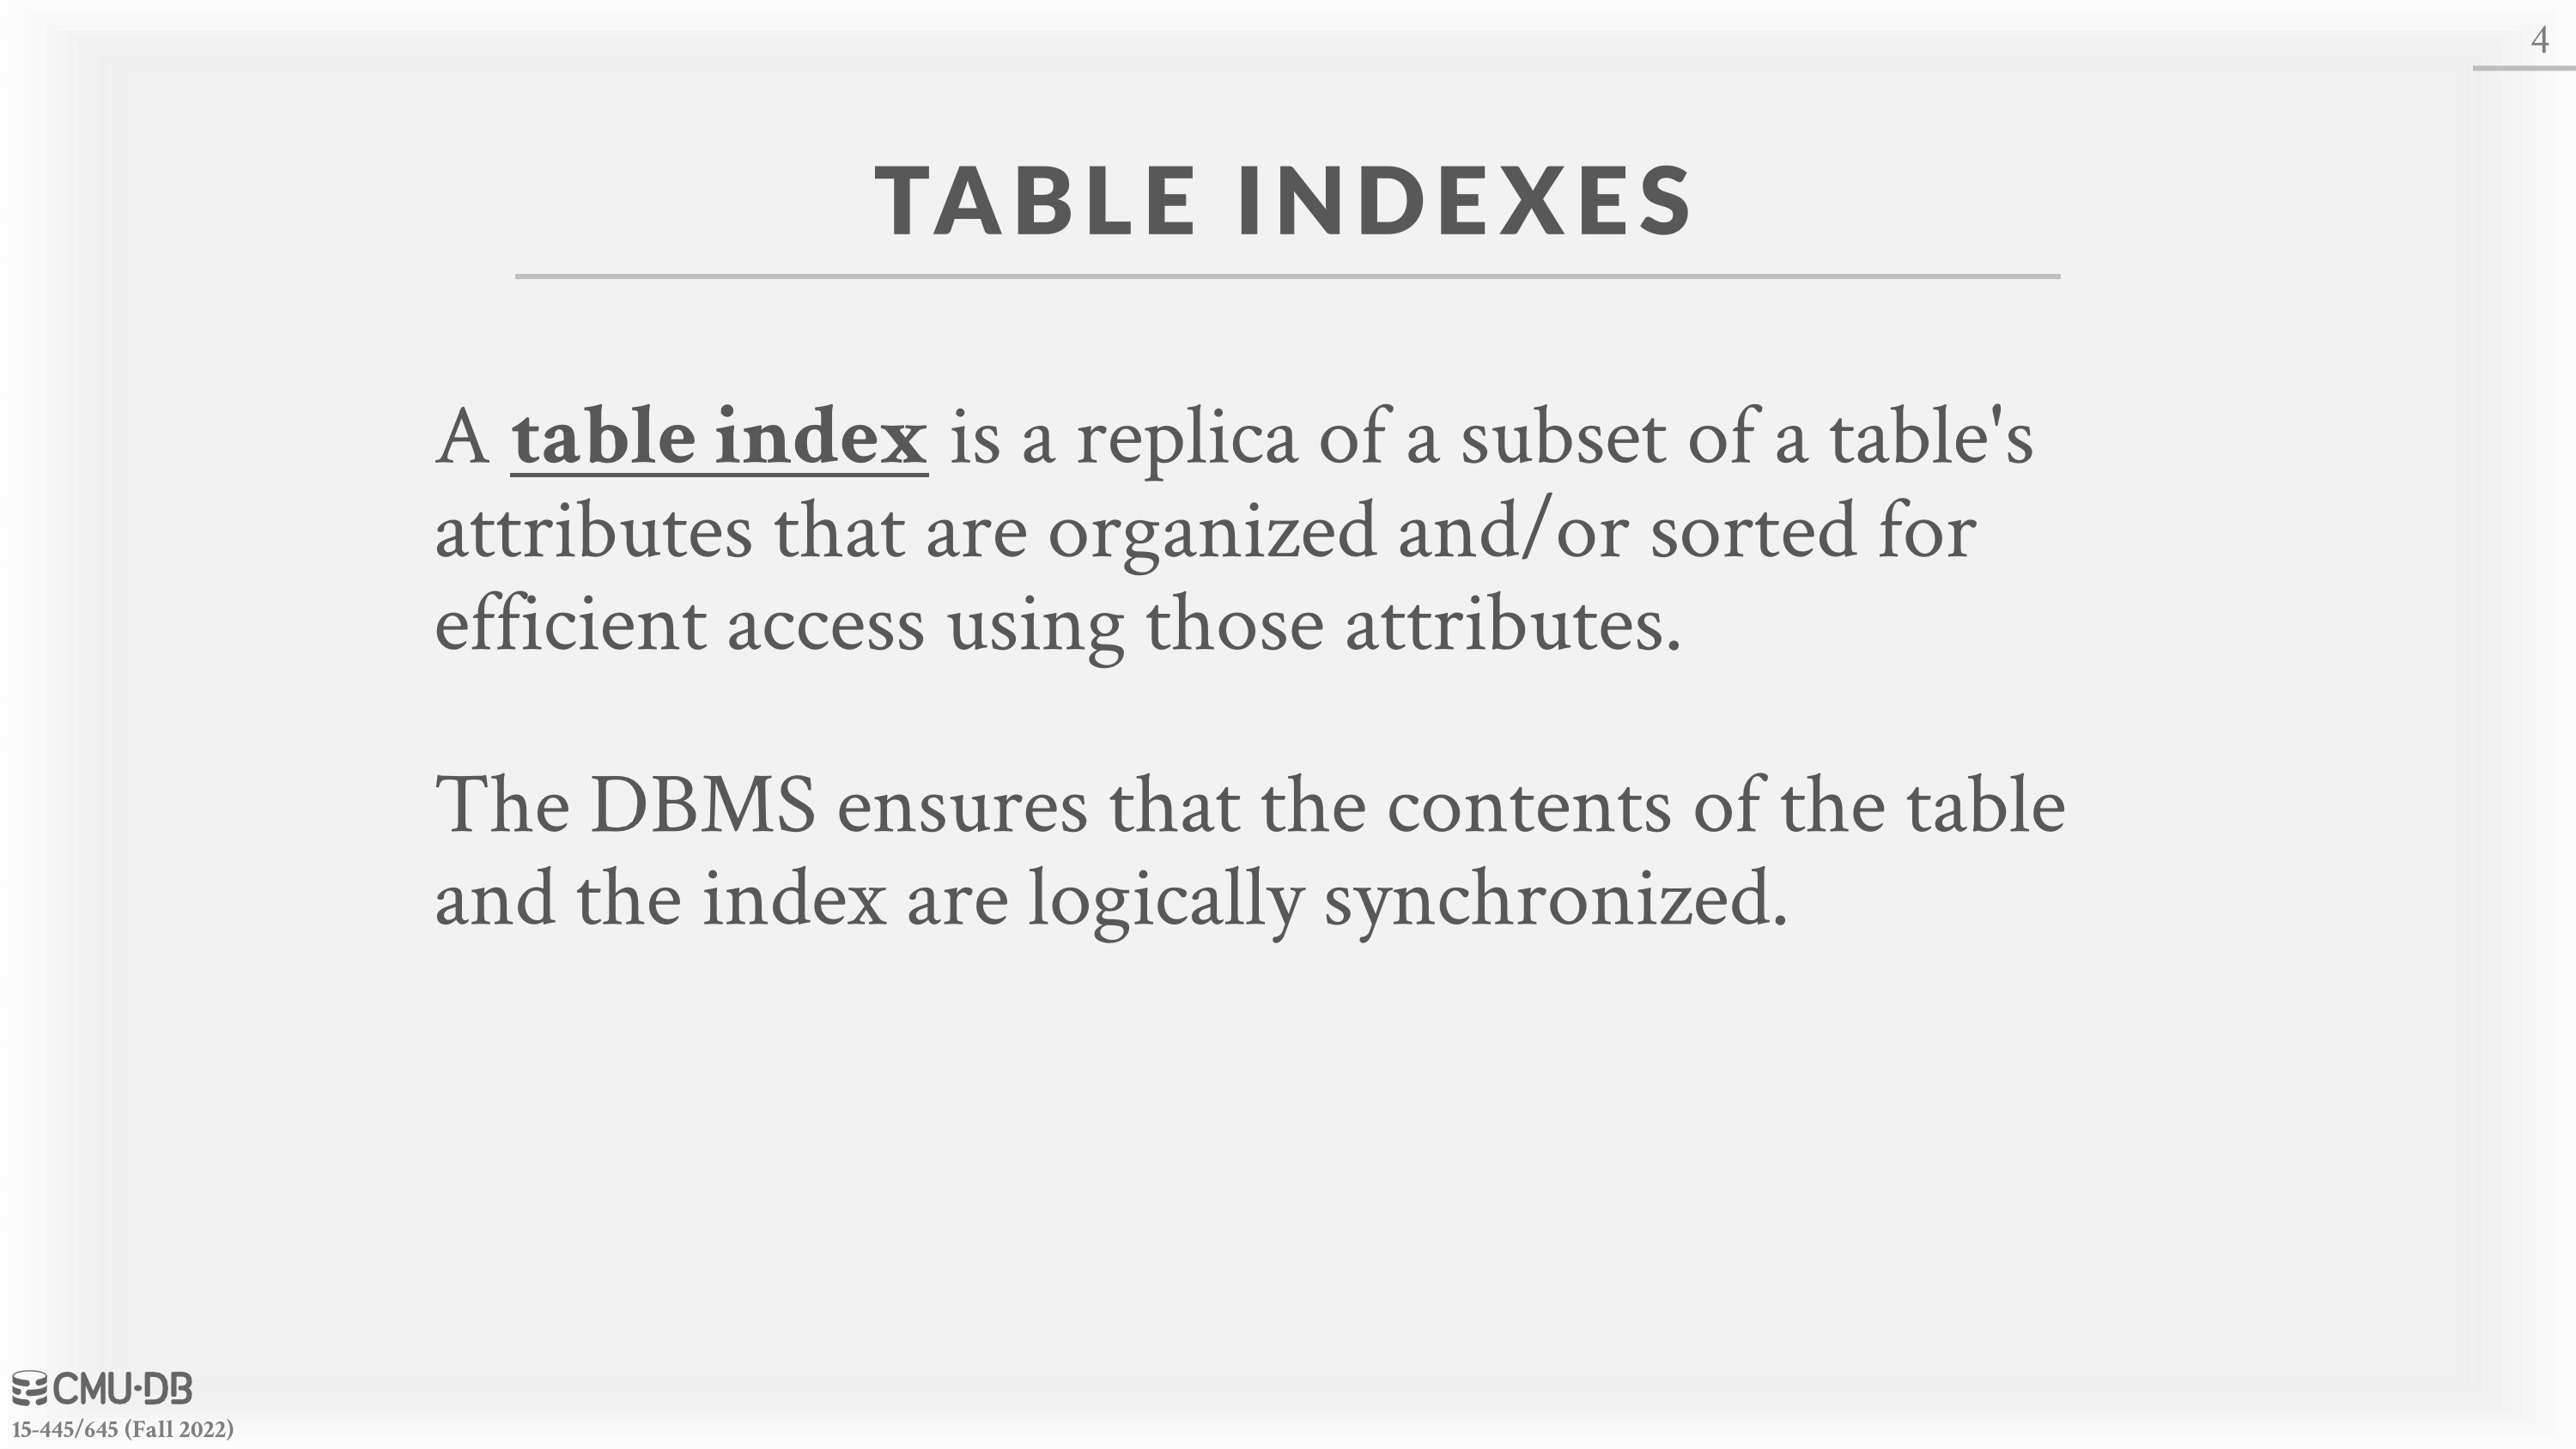 4
TABLE INDEXES
A table index is a replica of a subset of a table's
attributes that are organized and/or sorted for
efficient access using those attributes.
The DBMS ensures that the contents of the table
and the index are logically synchronized.
CMU·DB
15-445/645 (Fall 2022)